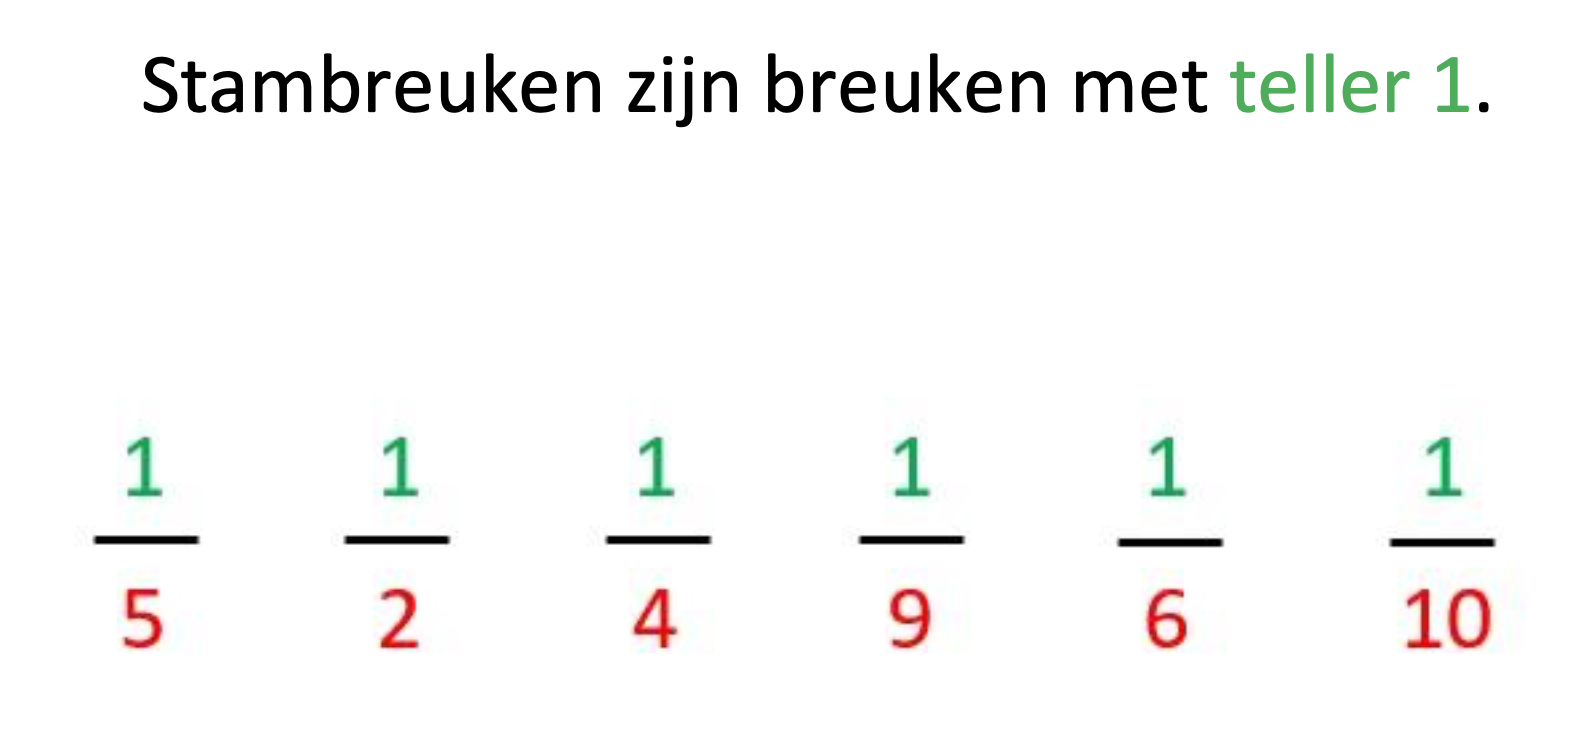 Stambreuken zijn breuken met teller 1.
1 1 1 1 1 1
5 2 4 9 6 10